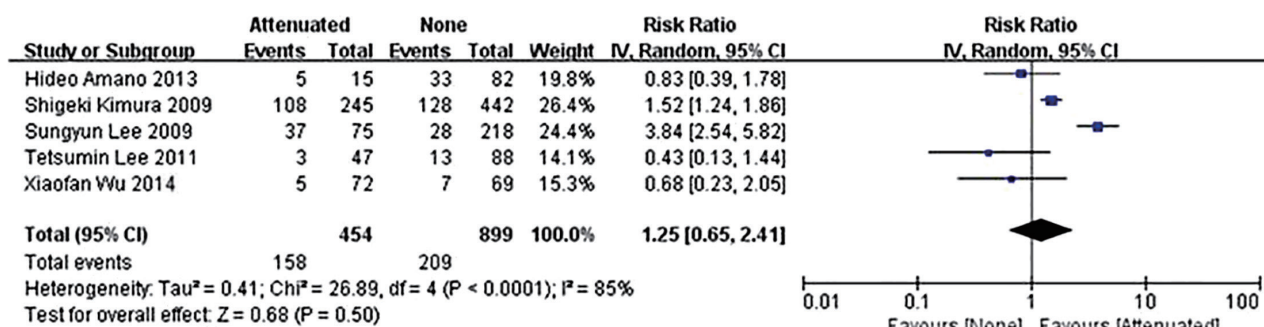 Attenuated None Risk Ratio Risk Ratio
Study or Subgroup Events Total Events Total Weight IV, Random, 95% CI IV, Random, 95% CI
Hideo Amano 2013 5 15 33 82 19.8% 0.83 [0.39, 1.78]
Shigeki Kimura 2009 108 245 128 442 26.4% 1.52 [1.24, 1.86]
Sungyun Lee 2009 37 75 28 218 24.4% 3.84 [2.54, 5.82]
Tetsumin Lee 2011 3 47 13 88 14.1% 0.43 [0.13, 1.44]
Xiaofan Wu 2014 5 72 7 69 15.3% 0.68 [0.23, 2.05]
Total (95% CI) 454 899 100.0% 1.25 [0.65, 2.41]
Total events 158 209
Heterogeneity: Tau² = 0.41; Chi² = 26.89, df = 4 (P < 0.0001); I² = 85%
Test for overall effect: Z = 0.68 (P = 0.50)
0.01 0.1 1 10 100
Favours [None] Favours [Attenuated]